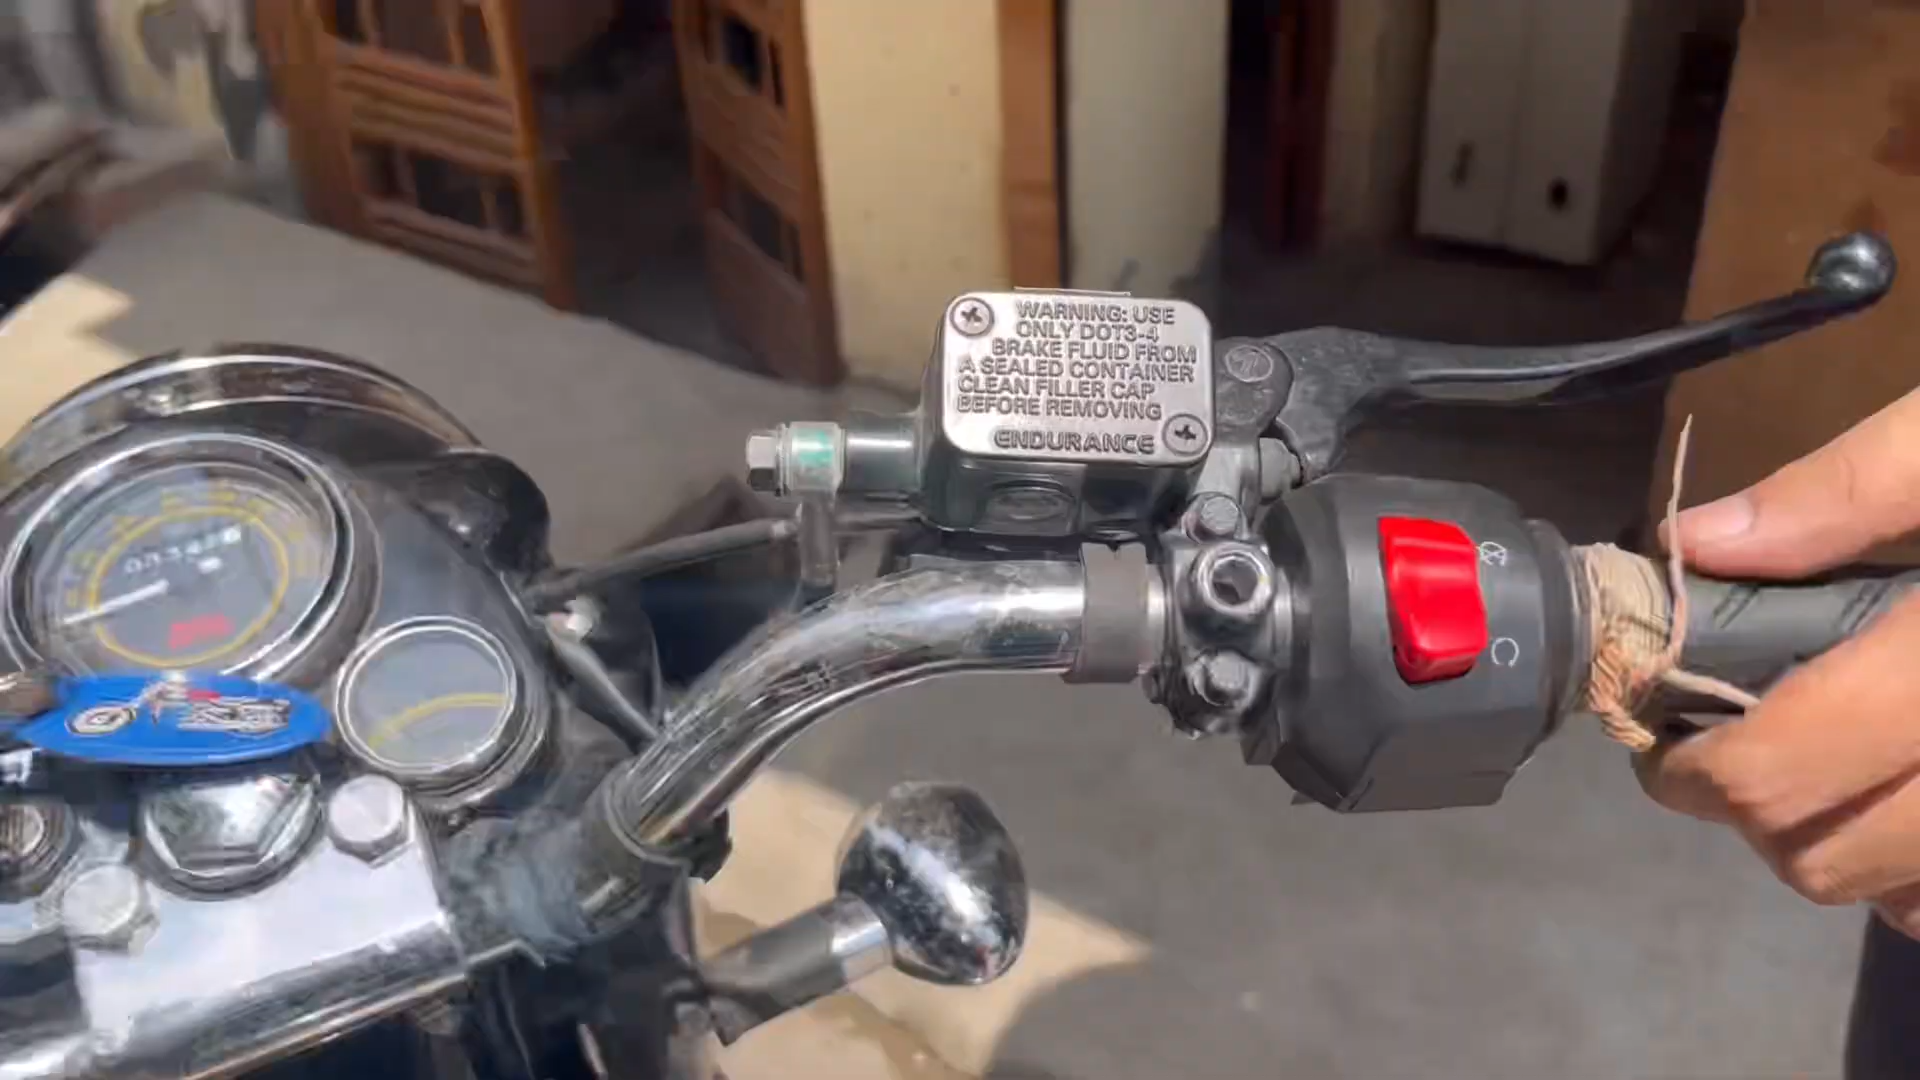 WARNING: USE
ONLY DOT3-4
BRAKE FLUID FROM
A SEALED CONTAINER
CLEAN FILLER CAP
BEFORE REMOVING
ENDURANCE